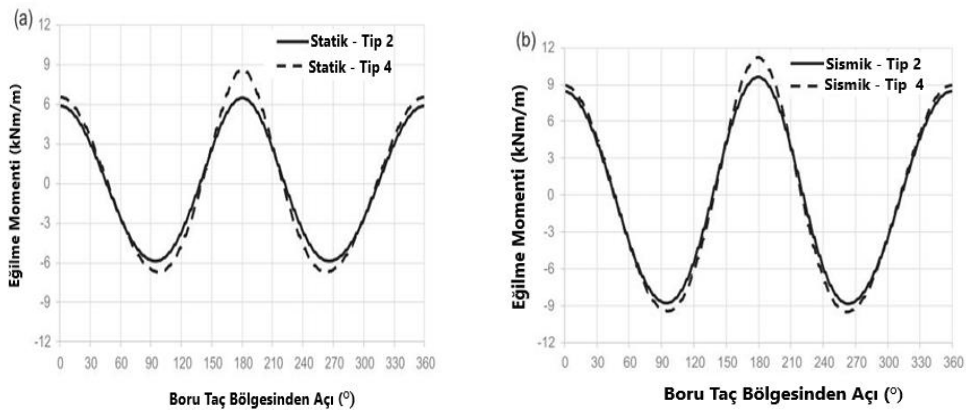 (a)
12
9
6
3
0
-3
-6
-9
-12
Statik - Tip 2
Statik - Tip 4
Eğilme Momenti (kNm/m)
0 30 60 90 120 150 180 210 240 270 300 330 360
Boru Taç Bölgesinden Açı (⁰)
(b)
12
9
6
3
0
-3
-6
-9
-12
Sismik - Tip 2
Sismik - Tip 4
Eğilme Momenti (kNm/m)
0 30 60 90 120 150 180 210 240 270 300 330 360
Boru Taç Bölgesinden Açı (⁰)